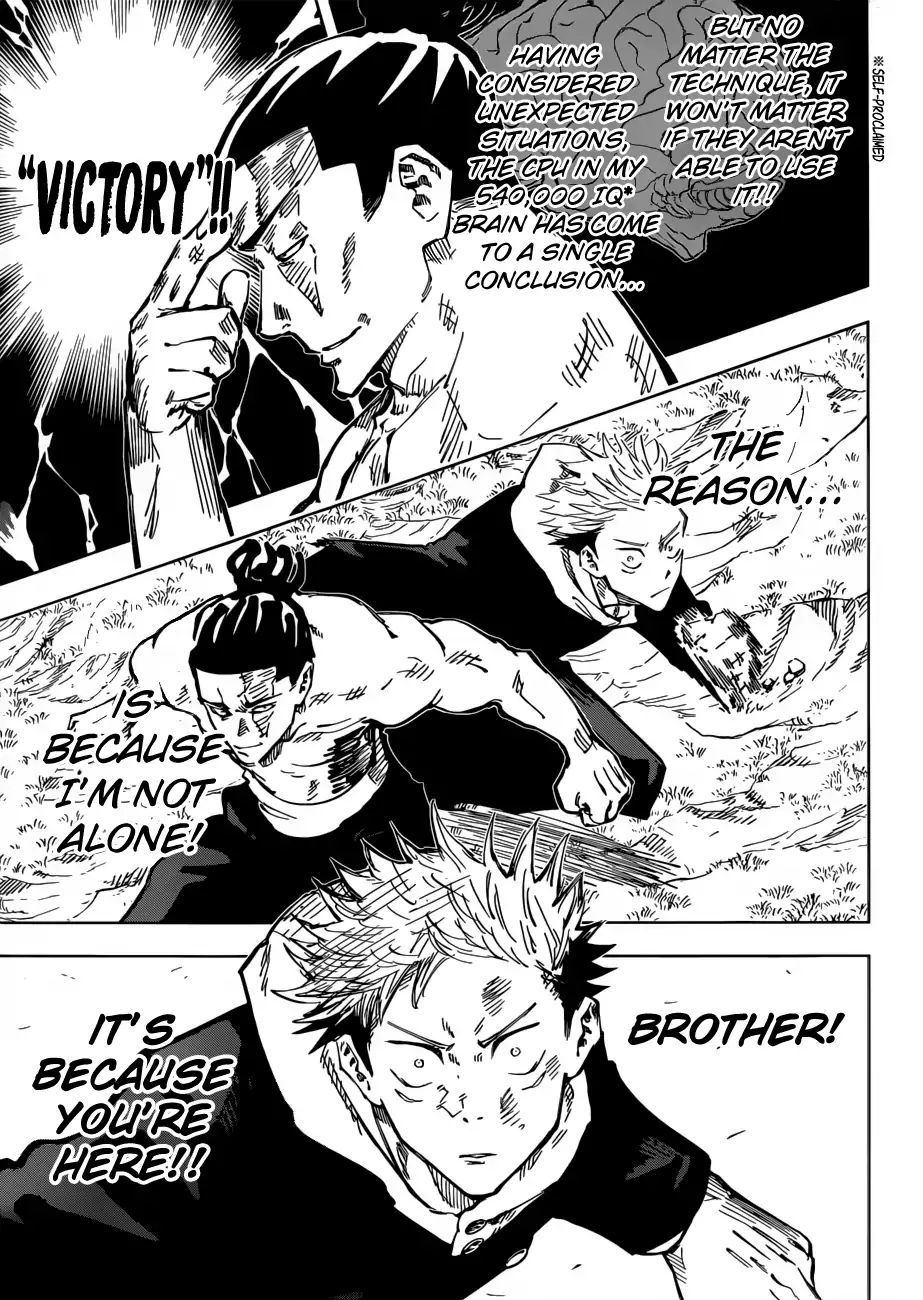 BUT NO
MATTER THE
TECHNIQUE, IT
WON'T MATTER
IF THEY AREN'T
ABLE TO USE
IT!!
※ SELF-PROCLAIMED
HAVING
CONSIDERED
UNEXPECTED
SITUATIONS,
THE CPU IN MY
540,000 IQ*
BRAIN HAS COME
TO A SINGLE
CONCLUSION...
"VICTORY"!!
THE
REASON...
IS
BECAUSE
I'M NOT
ALONE!
BROTHER!
IT'S
BECAUSE
YOU'RE
HERE!!